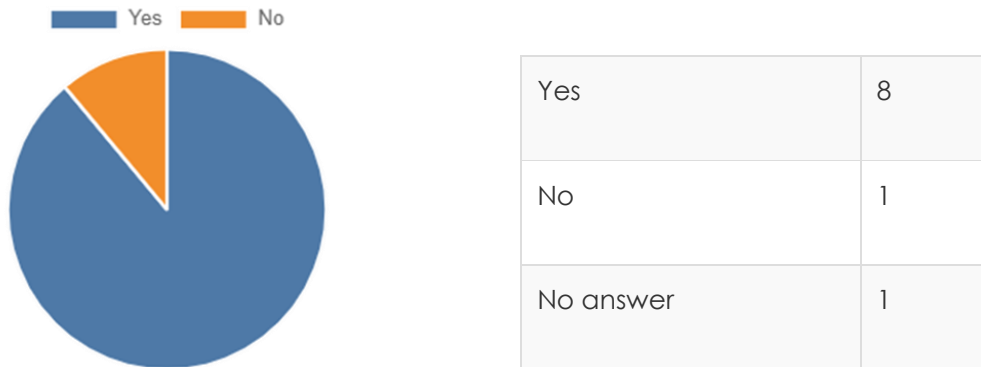 Yes No
Yes 8
No 1
No answer 1